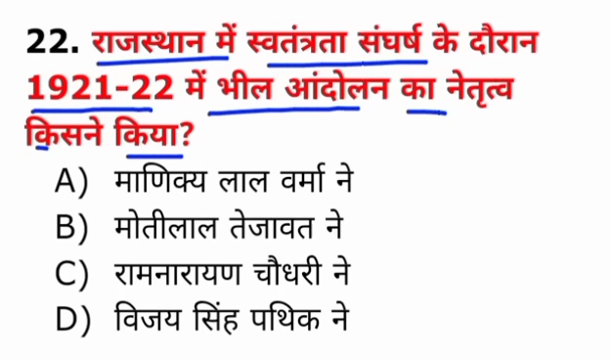 22. राजस्थान में स्वतंत्रता संघर्ष के दौरान
1921-22 में भील आंदोलन का नेतृत्व
किसने किया?
A) माणिक्य लाल वर्मा ने
B) मोतीलाल तेजावत ने
C) रामनारायण चौधरी ने
D) विजय सिंह पथिक ने